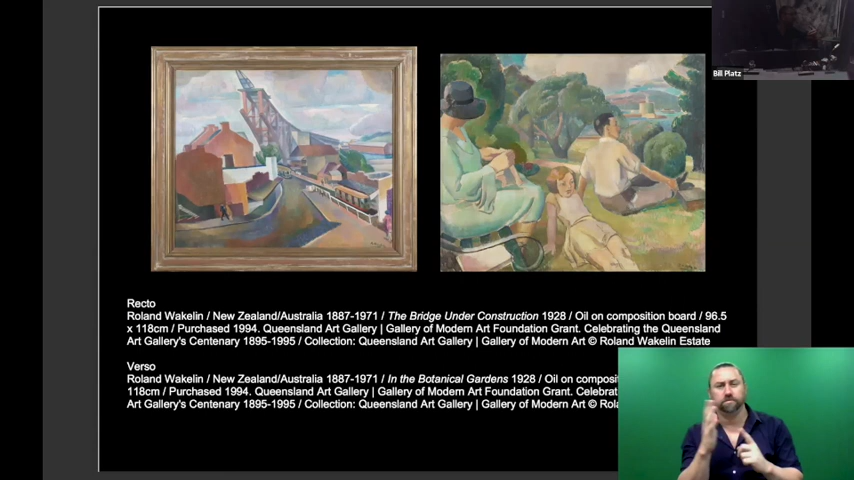 Bill Platz
Recto
Roland Wakelin / New Zealand/Australia 1887-1971 / The Bridge Under Construction 1928 / Oil on composition board / 96.5
x 118cm / Purchased 1994. Queensland Art Gallery | Gallery of Modern Art Foundation Grant. Celebrating the Queensland
Art Gallery's Centenary 1895-1995 / Collection: Queensland Art Gallery | Gallery of Modern Art © Roland Wakelin Estate
Verso
Roland Wakelin / New Zealand/Australia 1887-1971 / In the Botanical Gardens 1928 / Oil on composit
118cm / Purchased 1994. Queensland Art Gallery | Gallery of Modern Art Foundation Grant. Celebrat
Art Gallery's Centenary 1895-1995 / Collection: Queensland Art Gallery | Gallery of Modern Art © Rol